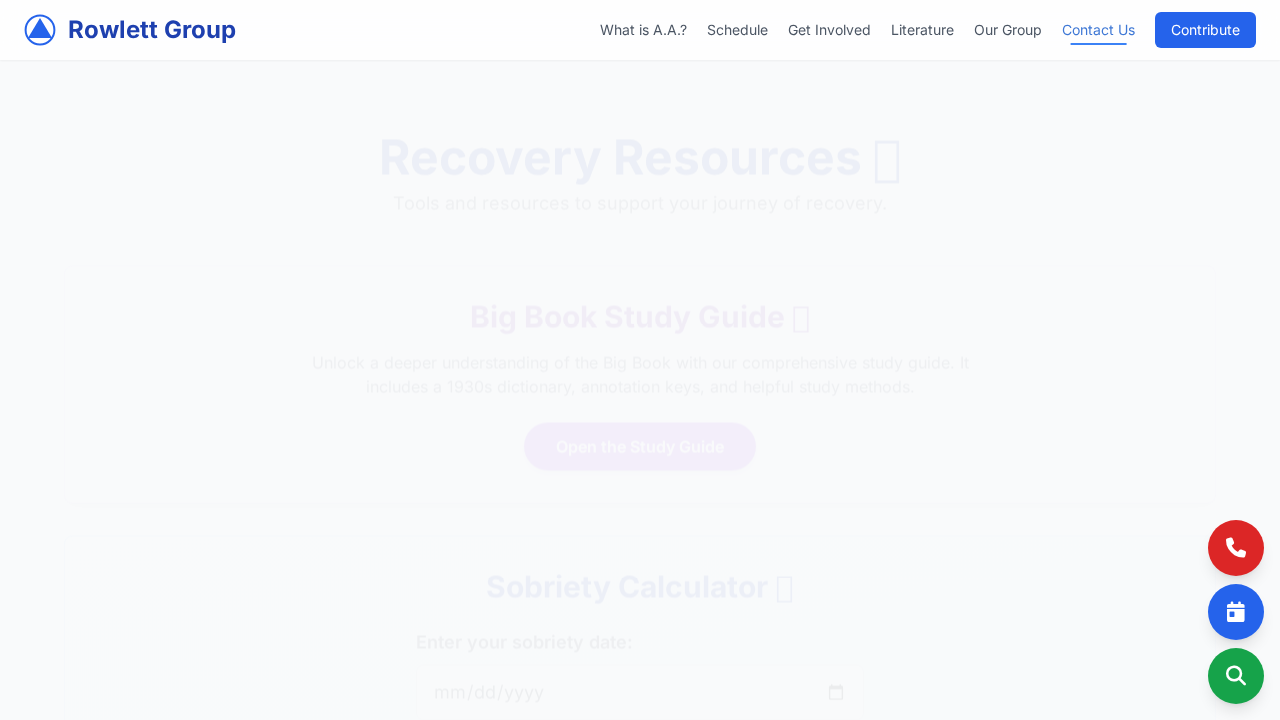 Rowlett Group
What is A.A.?
Schedule
Get Involved
Literature
Our Group
Contact Us
Contribute
Recovery Resources
Tools and resources to support your journey of recovery.
Big Book Study Guide
Unlock a deeper understanding of the Big Book with our comprehensive study guide. It
includes a 1930s dictionary, annotation keys, and helpful study methods.
Open the Study Guide
Sobriety Calculator
Enter your sobriety date:
mm/dd/yyyy